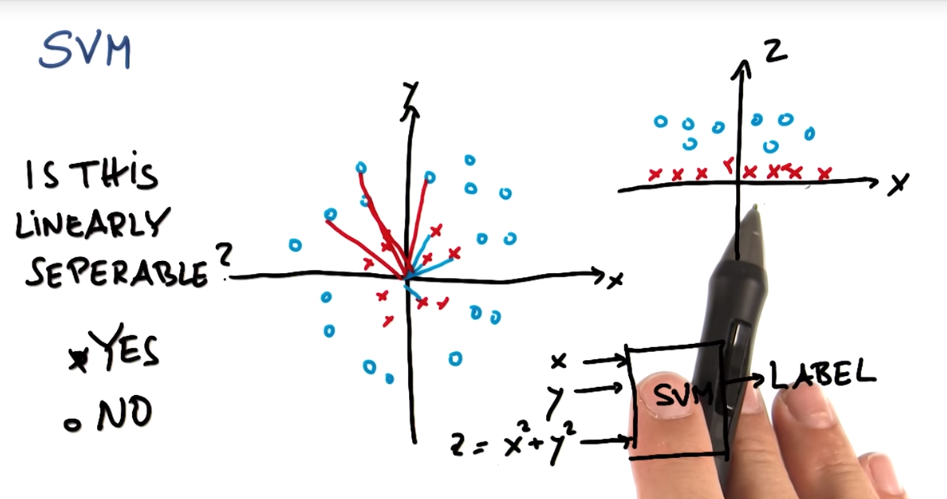 SVM
IS THIS
LINEARLY
SEPERABLE?
YES
NO
y
x
z
x
x
y
z = x²+y²
SVM
LABEL